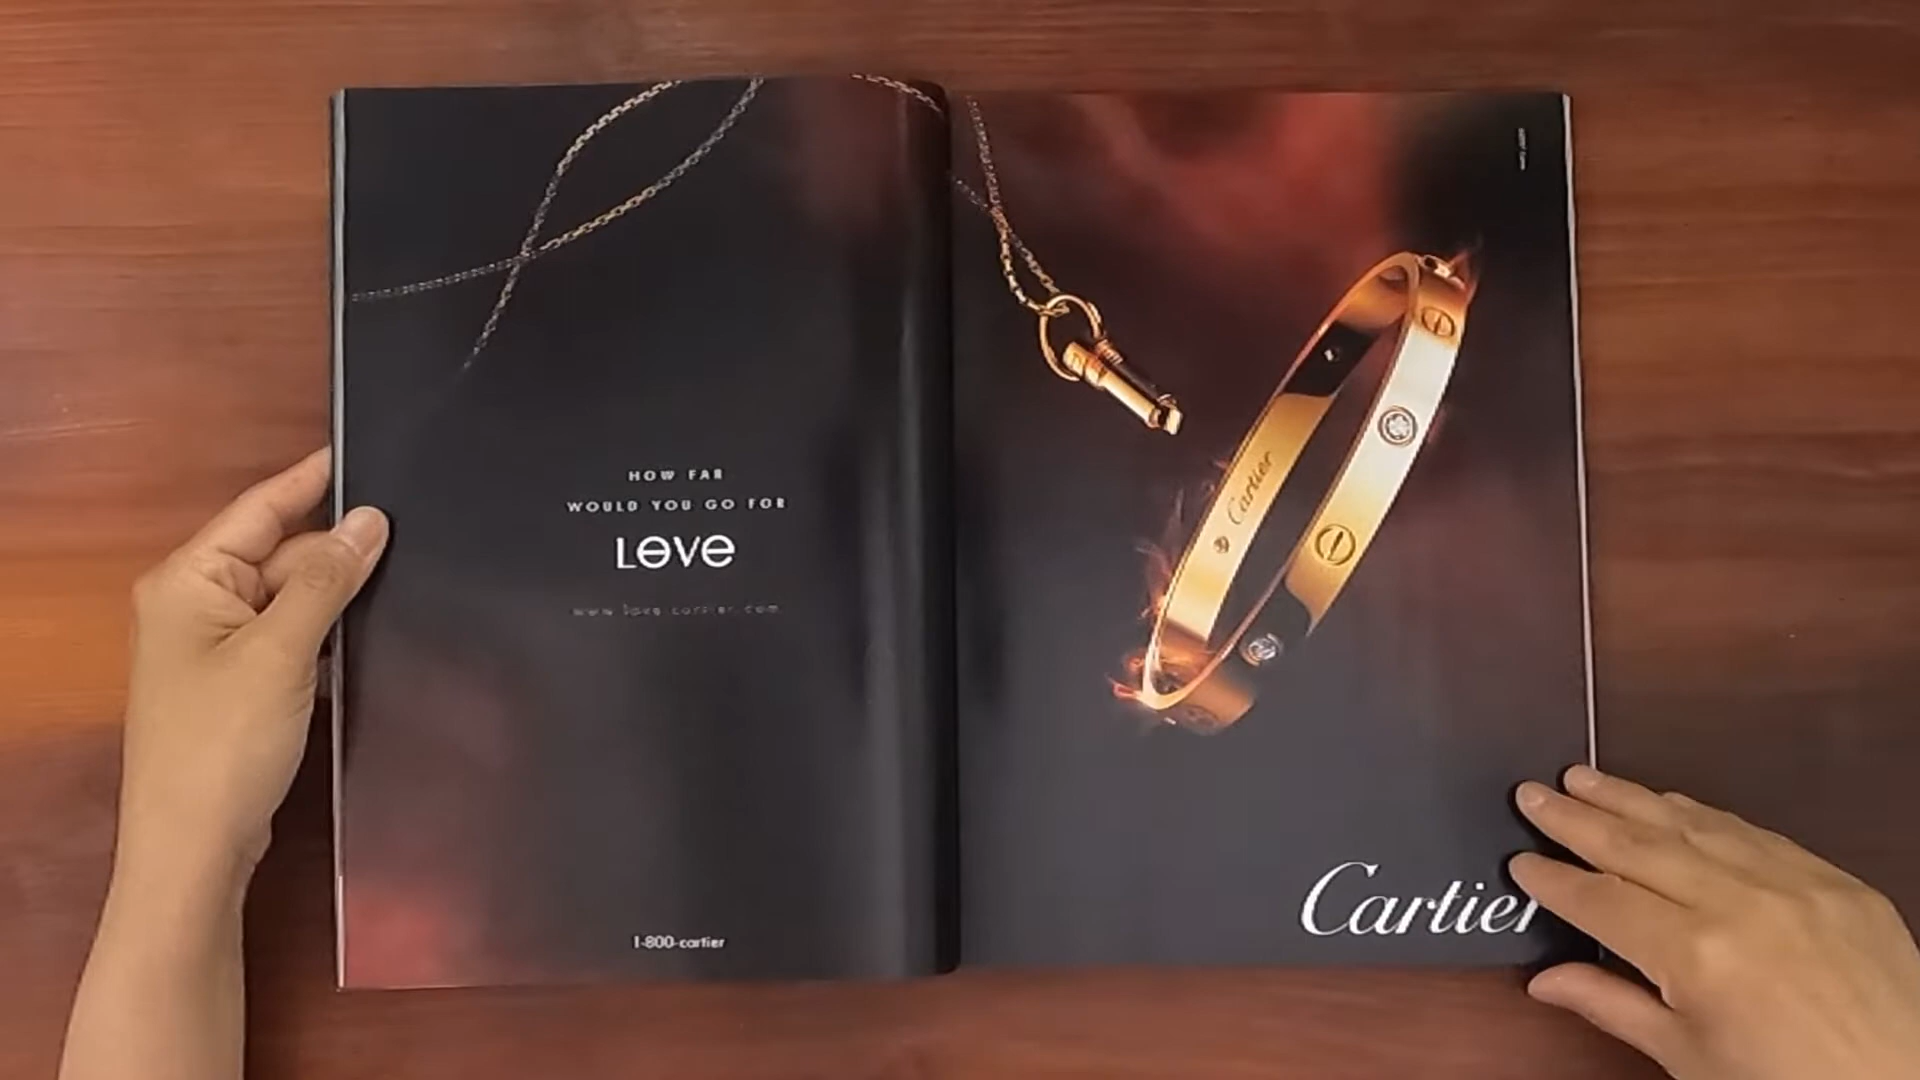 HOW FAR
WOULD YOU GO FOR
LOVE
www.love.cartier.com
1-800-cartier
Cartier
Cartier